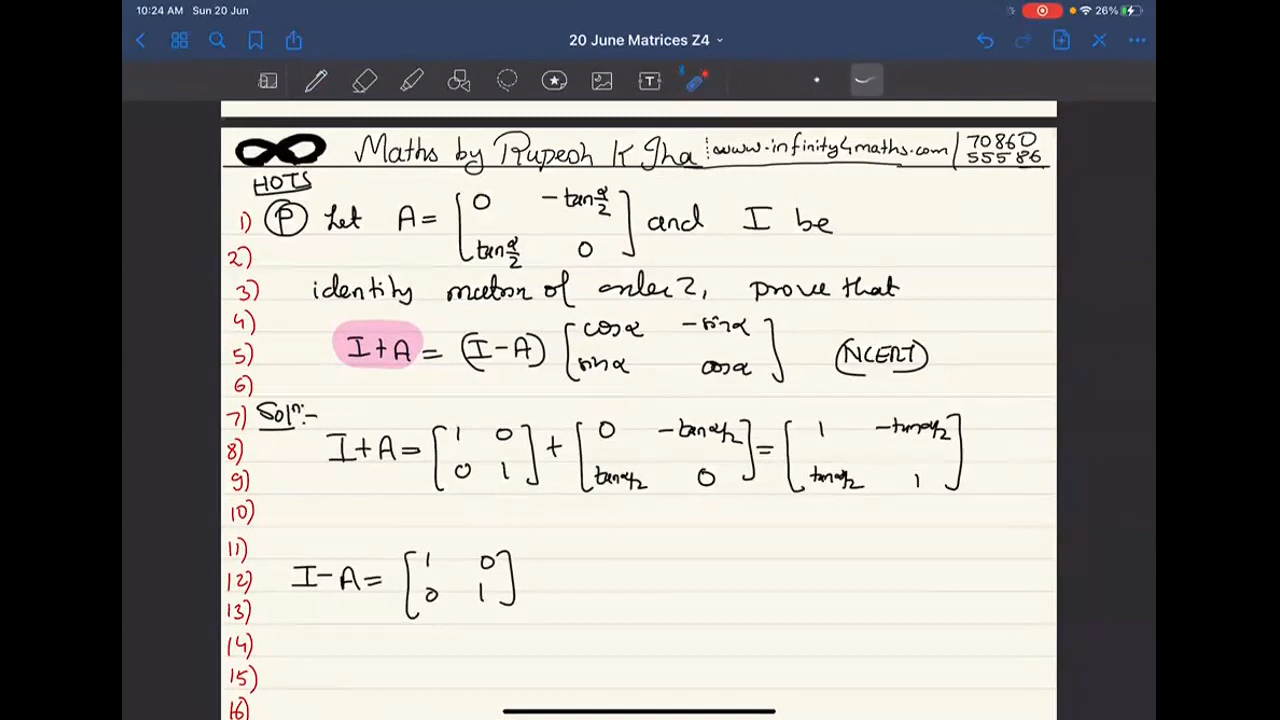 10:24 AM Sun 20 Jun 26%
20 June Matrices Z4
Maths by Rupesh K Jha www.infinity4maths.com 70860 55586
HOTS
1) P Let A = [ 0 -tan α/2 and I be
2) tan α/2 0 ]
3) identity matrix of order 2, prove that
4) [ cos α -sin α
5) I+A = (I-A) sin α cos α ] (NCERT)
6)
7) Solⁿ:-
8) I+A = [ 1 0 + [ 0 -tan α/2 = [ 1 -tan α/2
9) 0 1 ] tan α/2 0 ] tan α/2 1 ]
10)
11) [ 1 0
12) I-A = 0 1 ]
13)
14)
15)
16)